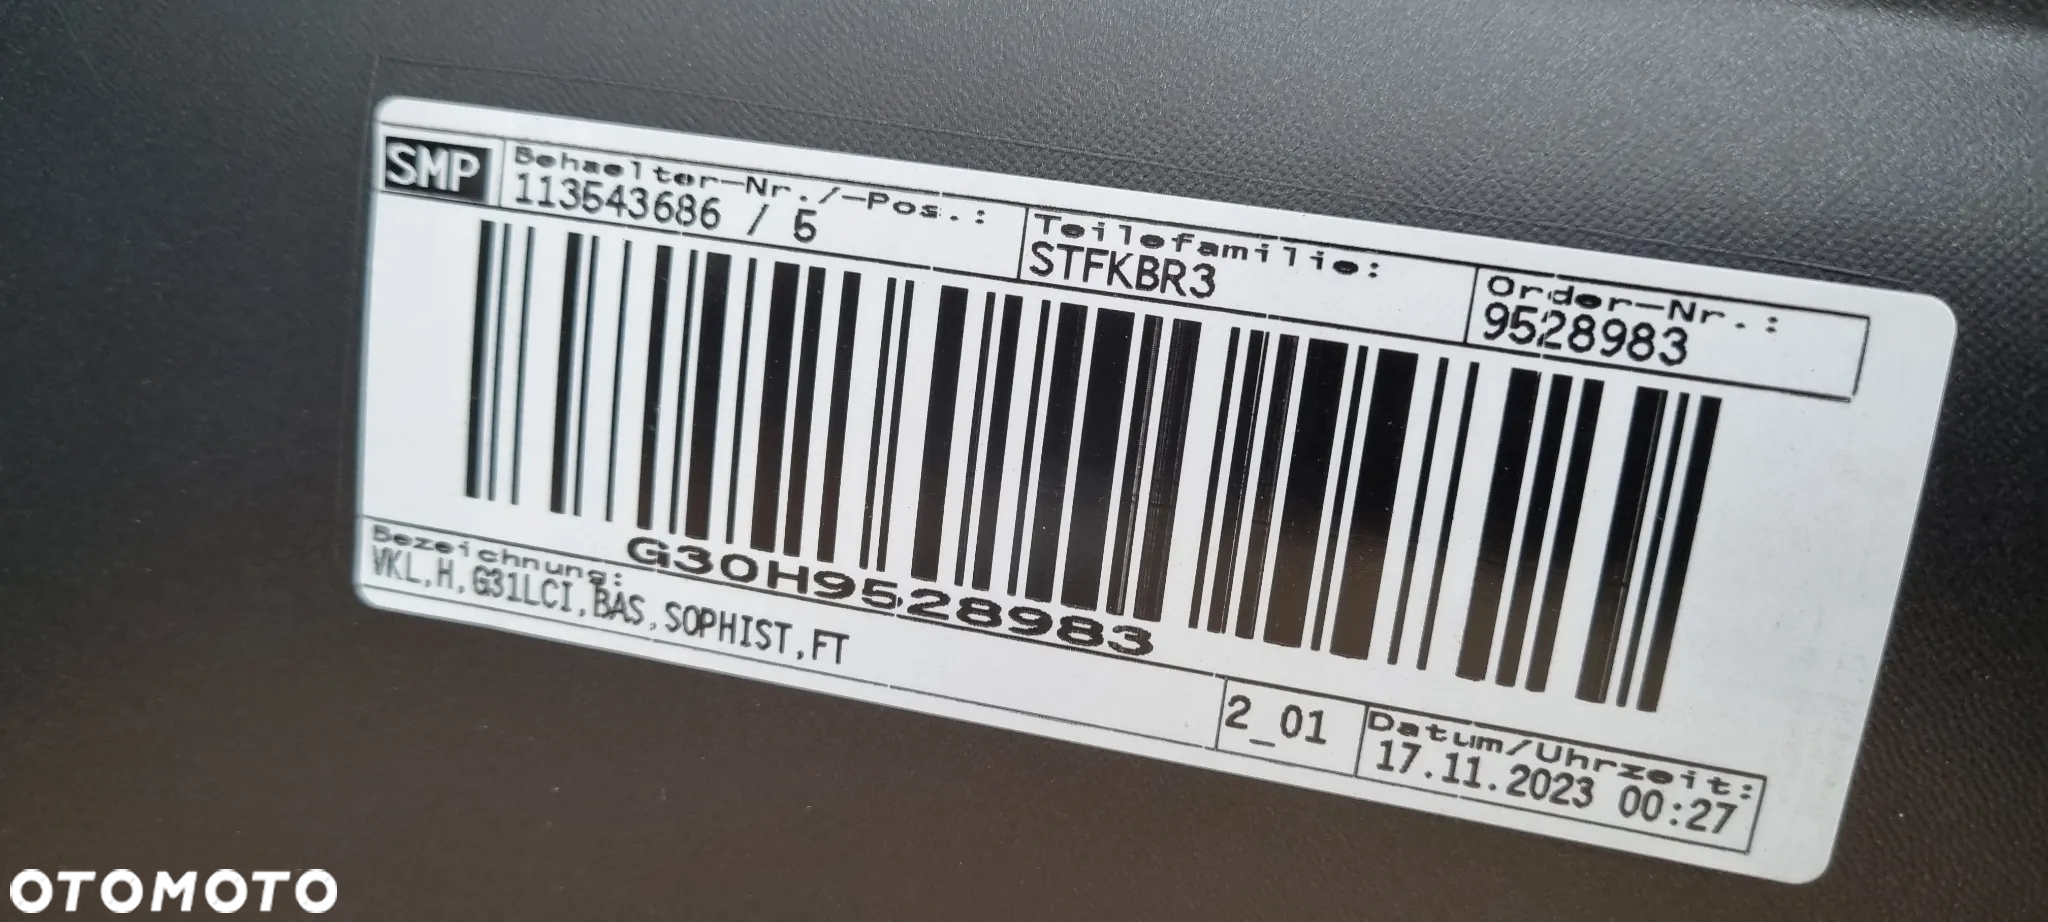 SMP
Behaelter-Nr./-Pos.:
113543686 / 5
Teilefamilie:
STFKBR3
Order-Nr.:
9528983
G30H9528983
Bezeichnung:
VKL,H,G31LCI,BAS,SOPHIST,FT
2_01
Datum/Uhrzeit:
17.11.2023 00:27
OTOMOTO